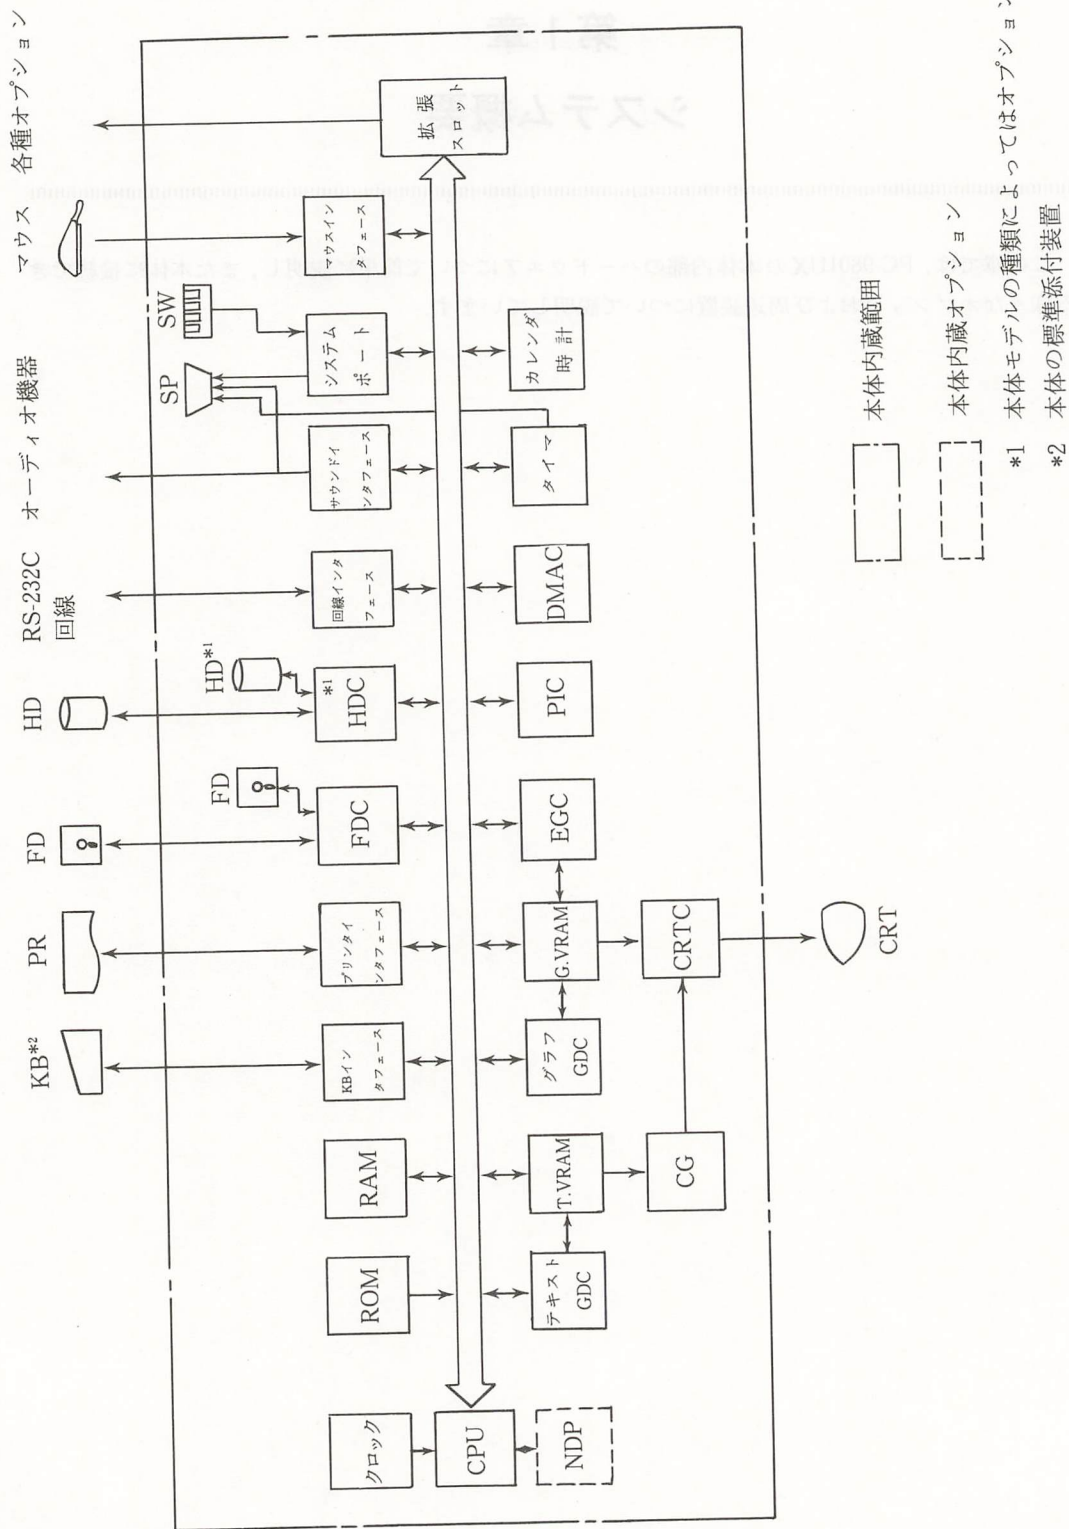 KB*2
PR
FD
HD
RS-232C
回線
オーディオ機器
マウス
各種オプション
SP
SW
FD
HD*1
クロック
ROM
RAM
KBイン
タフェース
プリンタイ
ンタフェース
FDC
HDC
*1
回線インタ
フェース
サウンドイ
ンタフェース
システム
ポート
マウスイン
タフェース
拡張
スロット
CPU
NDP
テキスト
GDC
T.VRAM
グラフ
GDC
G.VRAM
EGC
PIC
DMAC
タイマ
カレンダ
時計
CG
CRTC
CRT
本体内蔵範囲
本体内蔵オプション
*1 本体モデルの種類によってはオプション
*2 本体の標準添付装置
第1章
システム概要